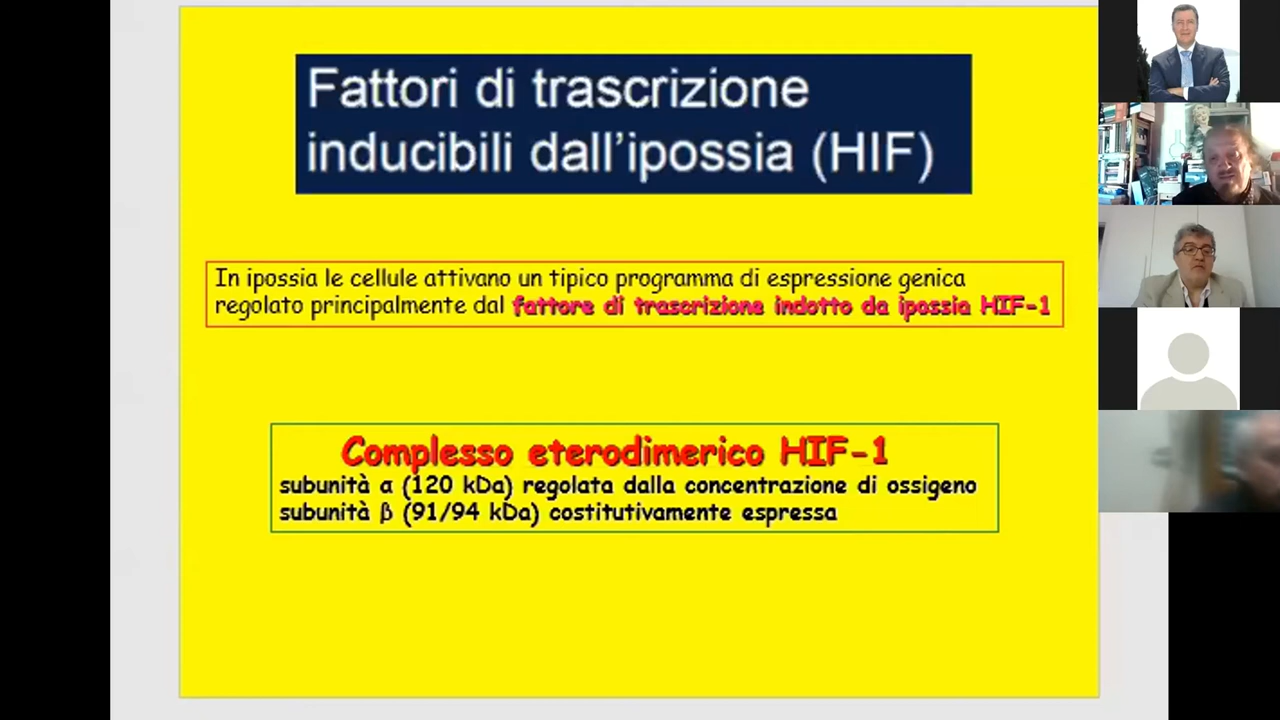 Fattori di trascrizione
inducibili dall'ipossia (HIF)
In ipossia le cellule attivano un tipico programma di espressione genica
regolato principalmente dal fattore di trascrizione indotto da ipossia HIF-1
Complesso eterodimerico HIF-1
subunità α (120 kDa) regolata dalla concentrazione di ossigeno
subunità β (91/94 kDa) costitutivamente espressa